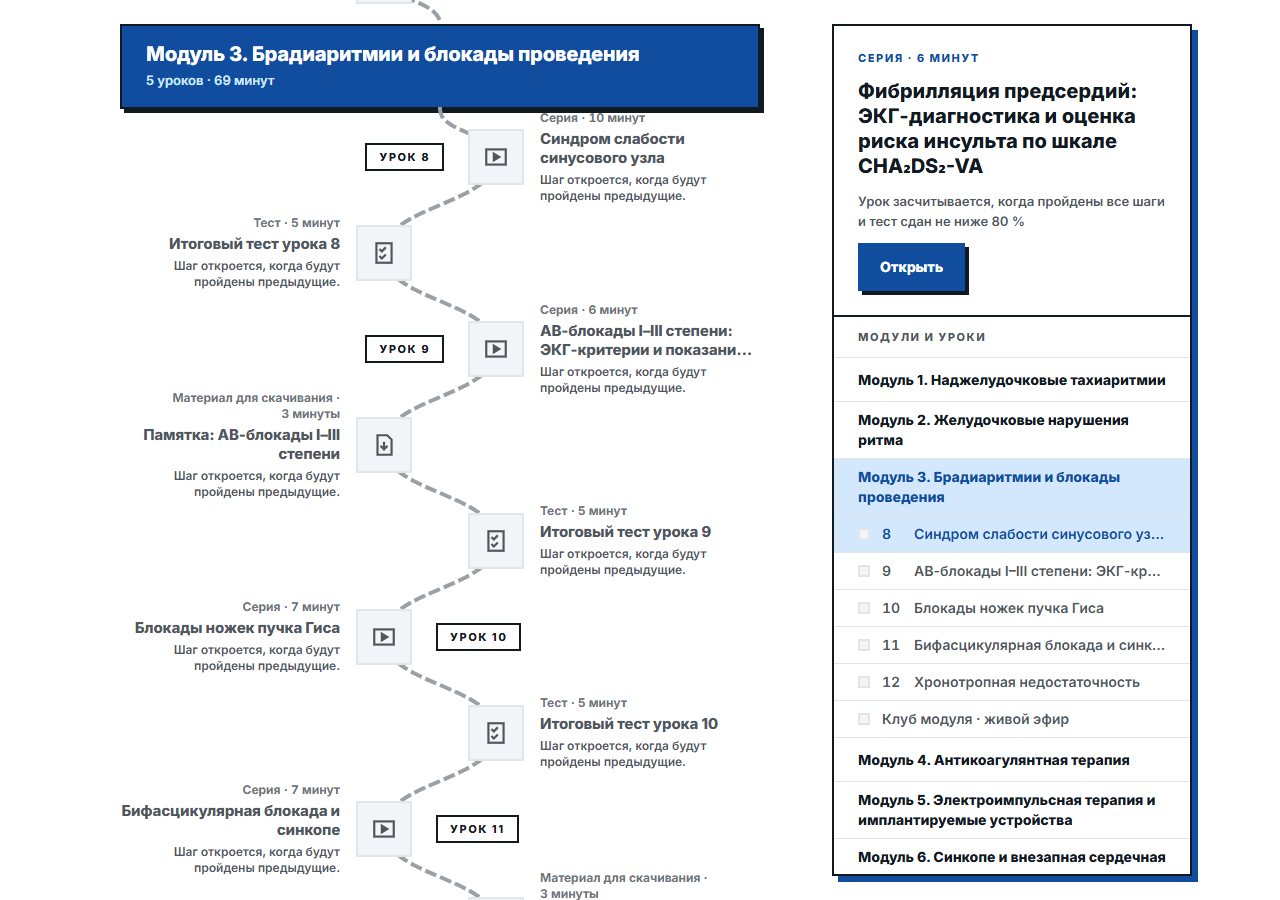 Модуль 3. Брадиаритмии и блокады проведения
5 уроков · 69 минут
Серия · 10 минут
Синдром слабости
синусового узла
Шаг откроется, когда будут
пройдены предыдущие.
УРОК 8
Тест · 5 минут
Итоговый тест урока 8
Шаг откроется, когда будут
пройдены предыдущие.
Серия · 6 минут
АВ-блокады I–III степени:
ЭКГ-критерии и показани…
Шаг откроется, когда будут
пройдены предыдущие.
УРОК 9
Материал для скачивания ·
3 минуты
Памятка: АВ-блокады I–III
степени
Шаг откроется, когда будут
пройдены предыдущие.
Тест · 5 минут
Итоговый тест урока 9
Шаг откроется, когда будут
пройдены предыдущие.
Серия · 7 минут
Блокады ножек пучка Гиса
Шаг откроется, когда будут
пройдены предыдущие.
УРОК 10
Тест · 5 минут
Итоговый тест урока 10
Шаг откроется, когда будут
пройдены предыдущие.
Серия · 7 минут
Бифасцикулярная блокада и
синкопе
Шаг откроется, когда будут
пройдены предыдущие.
УРОК 11
Материал для скачивания ·
3 минуты
СЕРИЯ · 6 МИНУТ
Фибрилляция предсердий:
ЭКГ-диагностика и оценка
риска инсульта по шкале
CHA₂DS₂-VA
Урок засчитывается, когда пройдены все шаги
и тест сдан не ниже 80 %
Открыть
МОДУЛИ И УРОКИ
Модуль 1. Наджелудочковые тахиаритмии
Модуль 2. Желудочковые нарушения
ритма
Модуль 3. Брадиаритмии и блокады
проведения
8 Синдром слабости синусового уз…
9 АВ-блокады I–III степени: ЭКГ-кр…
10 Блокады ножек пучка Гиса
11 Бифасцикулярная блокада и синк…
12 Хронотропная недостаточность
Клуб модуля · живой эфир
Модуль 4. Антикоагулянтная терапия
Модуль 5. Электроимпульсная терапия и
имплантируемые устройства
Модуль 6. Синкопе и внезапная сердечная